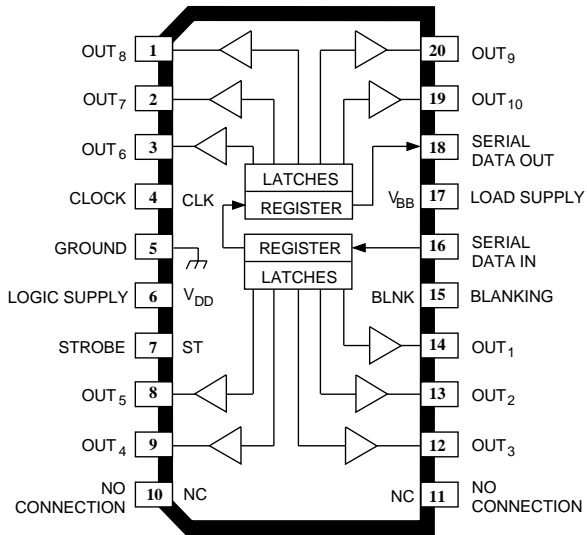 OUT8 1 20 OUT9
OUT7 2 19 OUT10
OUT6 3 18 SERIAL
DATA OUT
LATCHES
CLOCK 4 CLK REGISTER VBB 17 LOAD SUPPLY
GROUND 5 REGISTER 16 SERIAL
DATA IN
LATCHES
LOGIC SUPPLY 6 VDD BLNK 15 BLANKING
STROBE 7 ST 14 OUT1
OUT5 8 13 OUT2
OUT4 9 12 OUT3
NO
CONNECTION 10 NC NC 11 NO
CONNECTION